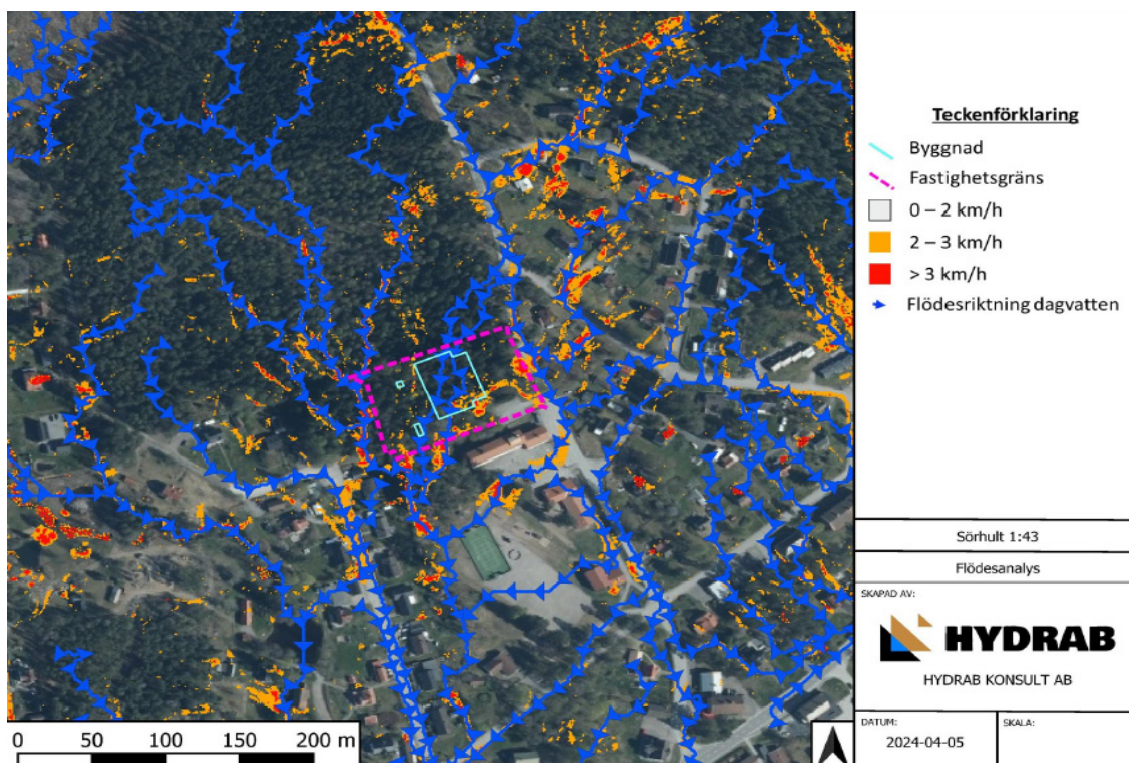 Teckenförklaring
Byggnad
Fastighetsgräns
0 – 2 km/h
2 – 3 km/h
> 3 km/h
Flödesriktning dagvatten
Sörhult 1:43
Flödesanalys
SKAPAD AV:
HYDRAB
HYDRAB KONSULT AB
DATUM:
2024-04-05
SKALA:
0 50 100 150 200 m